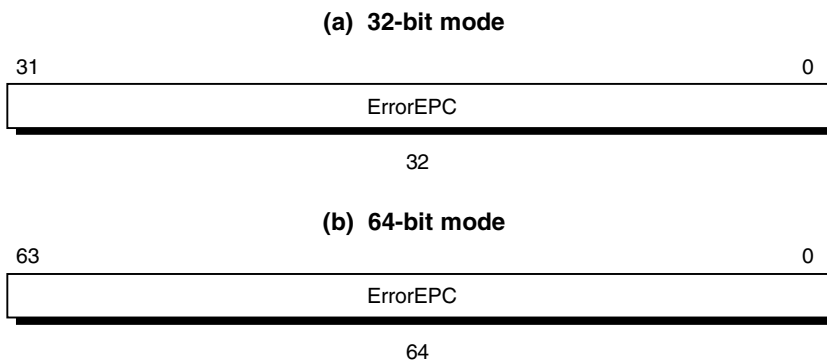 (a) 32-bit mode
31 0
ErrorEPC
32
(b) 64-bit mode
63 0
ErrorEPC
64